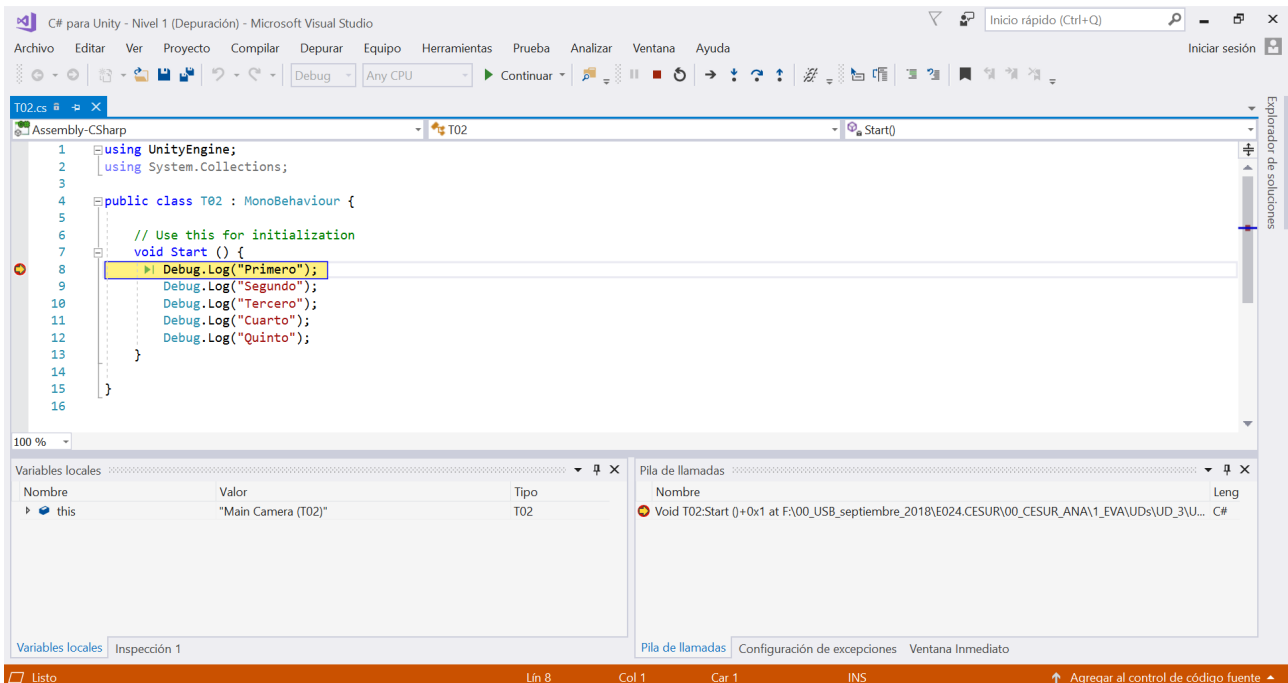 C# para Unity - Nivel 1 (Depuración) - Microsoft Visual Studio
Inicio rápido (Ctrl+Q)
Archivo Editar Ver Proyecto Compilar Depurar Equipo Herramientas Prueba Analizar Ventana Ayuda
Iniciar sesión
Debug Any CPU Continuar
T02.cs
Explorador de soluciones
Assembly-CSharp T02 Start()
1 using UnityEngine;
2 using System.Collections;
3
4 public class T02 : MonoBehaviour {
5
6 // Use this for initialization
7 void Start () {
8 Debug.Log("Primero");
9 Debug.Log("Segundo");
10 Debug.Log("Tercero");
11 Debug.Log("Cuarto");
12 Debug.Log("Quinto");
13 }
14
15 }
16
100 %
Variables locales
Nombre Valor Tipo
this "Main Camera (T02)" T02
Variables locales Inspección 1
Pila de llamadas
Nombre Leng
Void T02:Start ()+0x1 at F:\00_USB_septiembre_2018\E024.CESUR\00_CESUR_ANA\1_EVA\UDs\UD_3\U... C#
Pila de llamadas Configuración de excepciones Ventana Inmediato
Listo Lín 8 Col 1 Car 1 INS Agregar al control de código fuente